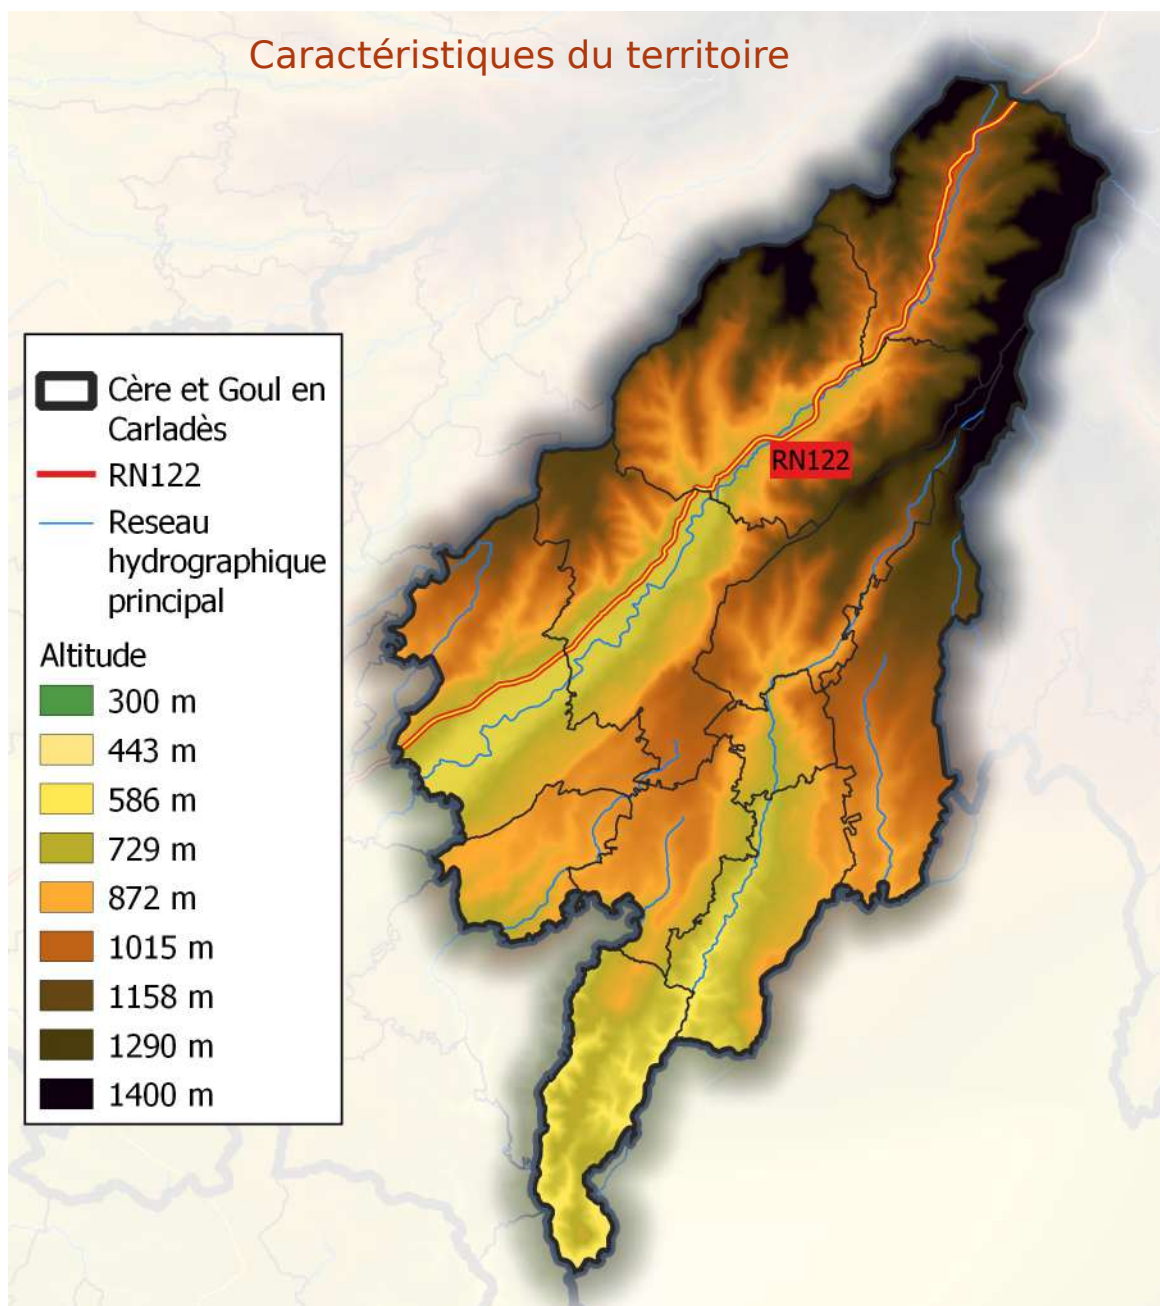 Caractéristiques du territoire
Cère et Goul en
Carladès
RN122
Reseau
hydrographique
principal
Altitude
300 m
443 m
586 m
729 m
872 m
1015 m
1158 m
1290 m
1400 m
RN122